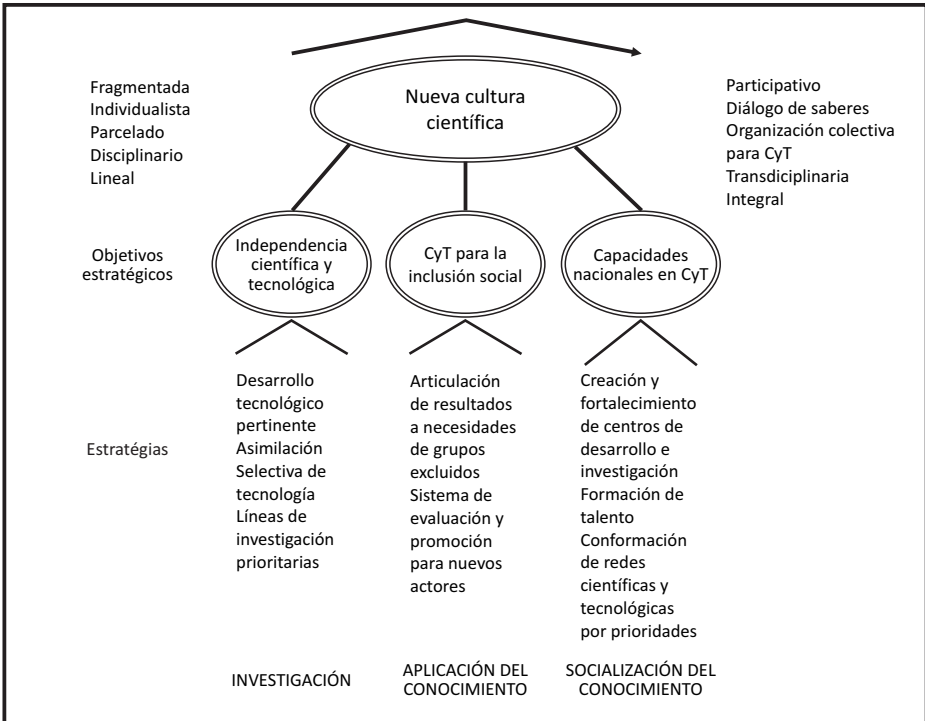 Nueva cultura
científica
Fragmentada
Individualista
Parcelado
Disciplinario
Lineal
Participativo
Diálogo de saberes
Organización colectiva
para CyT
Transdiciplinaria
Integral
Objetivos
estratégicos
Independencia
científica y
tecnológica
CyT para la
inclusión social
Capacidades
nacionales en CyT
Estratégias
Desarrollo
tecnológico
pertinente
Asimilación
Selectiva de
tecnología
Líneas de
investigación
prioritarias
Articulación
de resultados
a necesidades
de grupos
excluidos
Sistema de
evaluación y
promoción
para nuevos
actores
Creación y
fortalecimiento
de centros de
desarrollo e
investigación
Formación de
talento
Conformación
de redes
científicas y
tecnológicas
por prioridades
INVESTIGACIÓN
APLICACIÓN DEL
CONOCIMIENTO
SOCIALIZACIÓN DEL
CONOCIMIENTO